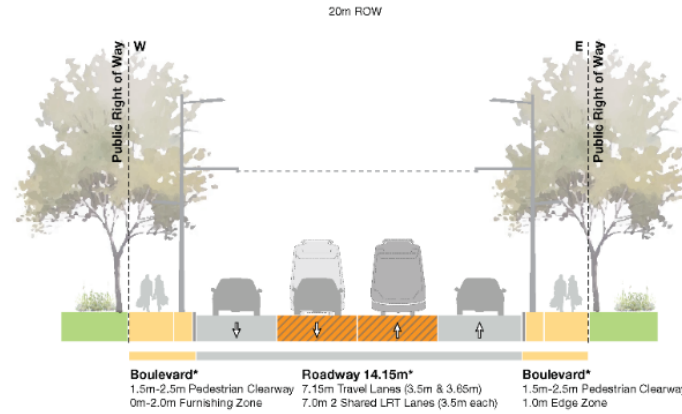 20m ROW
Public Right of Way
W
E
Public Right of Way
Boulevard*
1.5m-2.5m Pedestrian Clearway
0m-2.0m Furnishing Zone
Roadway 14.15m*
7.15m Travel Lanes (3.5m & 3.65m)
7.0m 2 Shared LRT Lanes (3.5m each)
Boulevard*
1.5m-2.5m Pedestrian Clearway
1.0m Edge Zone